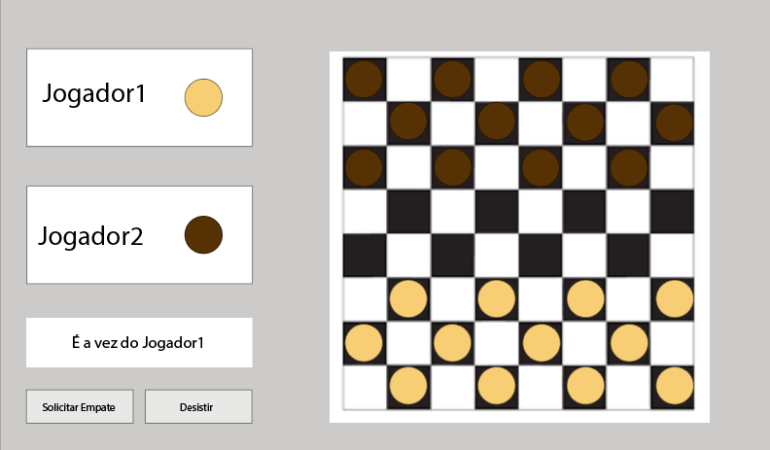 Jogador1
Jogador2
É a vez do Jogador1
Solicitar Empate
Desistir